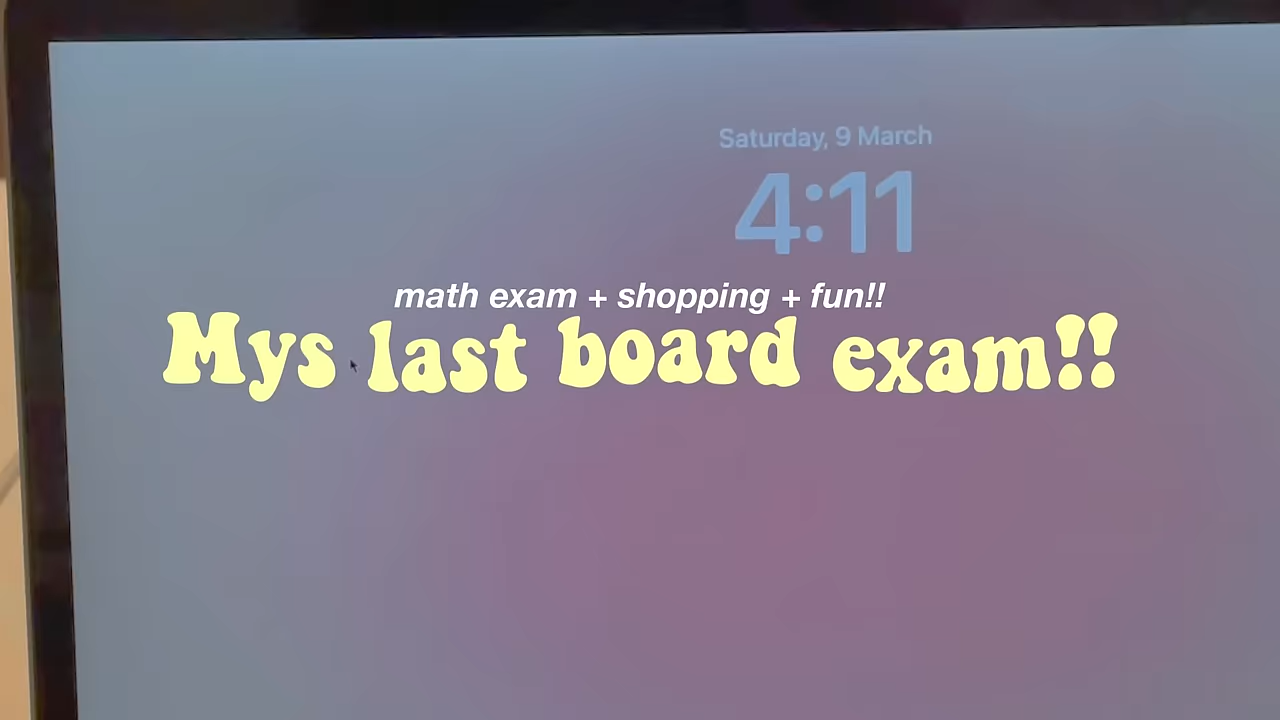 Saturday, 9 March
4:11
math exam + shopping + fun!!
Mys last board exam!!